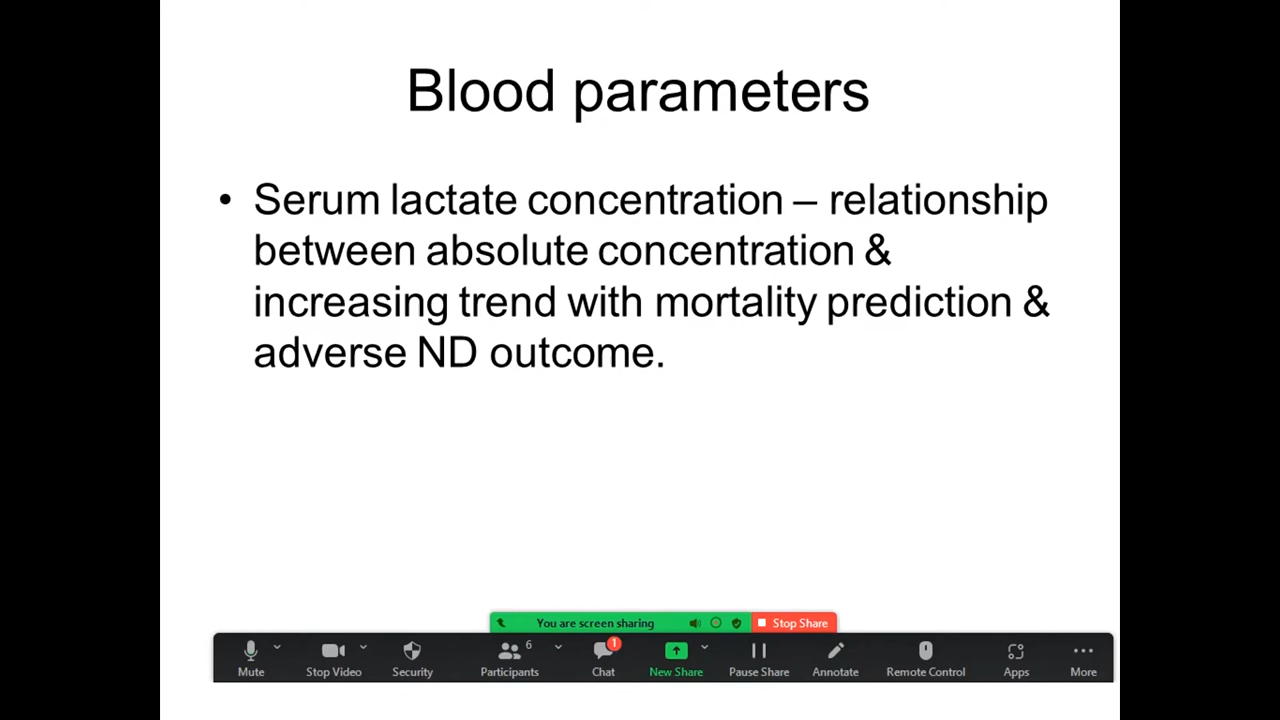 Blood parameters
• Serum lactate concentration – relationship
between absolute concentration &
increasing trend with mortality prediction &
adverse ND outcome.
You are screen sharing Stop Share
6 1
Mute Stop Video Security Participants Chat New Share Pause Share Annotate Remote Control Apps More